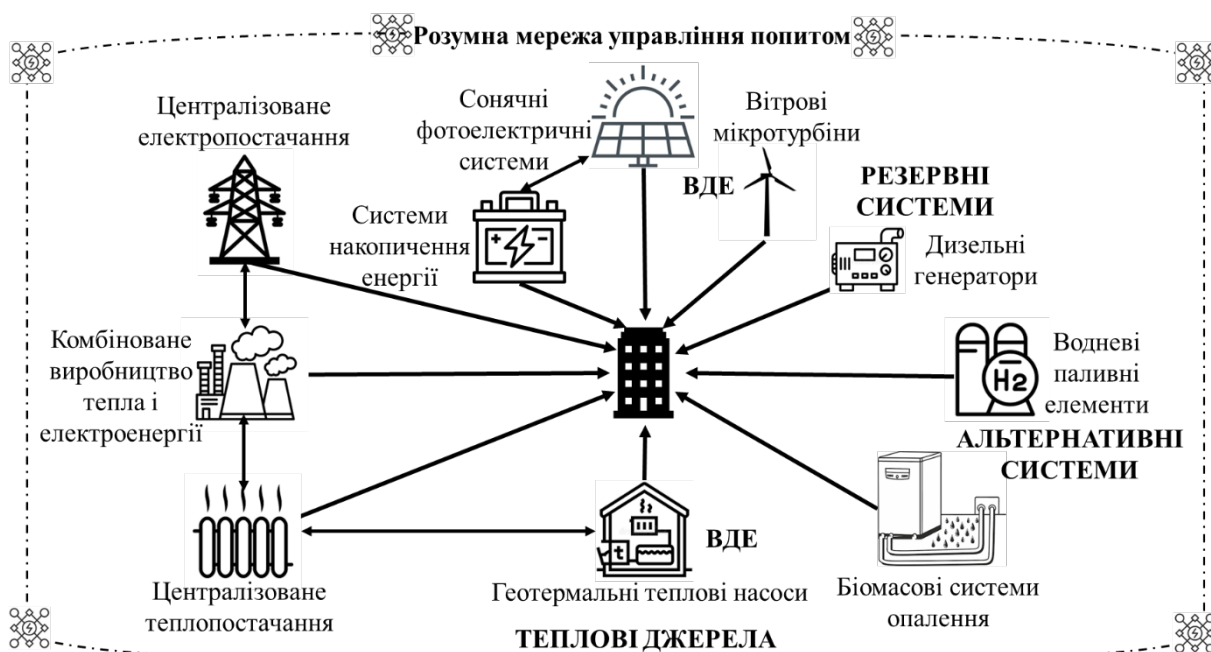 Розумна мережа управління попитом
Централізоване
електропостачання
Сонячні
фотоелектричні
системи
Вітрові
мікротурбіни
ВДЕ
РЕЗЕРВНІ
СИСТЕМИ
Системи
накопичення
енергії
Дизельні
генератори
Комбіноване
виробництво
тепла і
електроенергії
H2
Водневі
паливні
елементи
АЛЬТЕРНАТИВНІ
СИСТЕМИ
t
ВДЕ
Централізоване
теплопостачання
Геотермальні теплові насоси
Біомасові системи
опалення
ТЕПЛОВІ ДЖЕРЕЛА